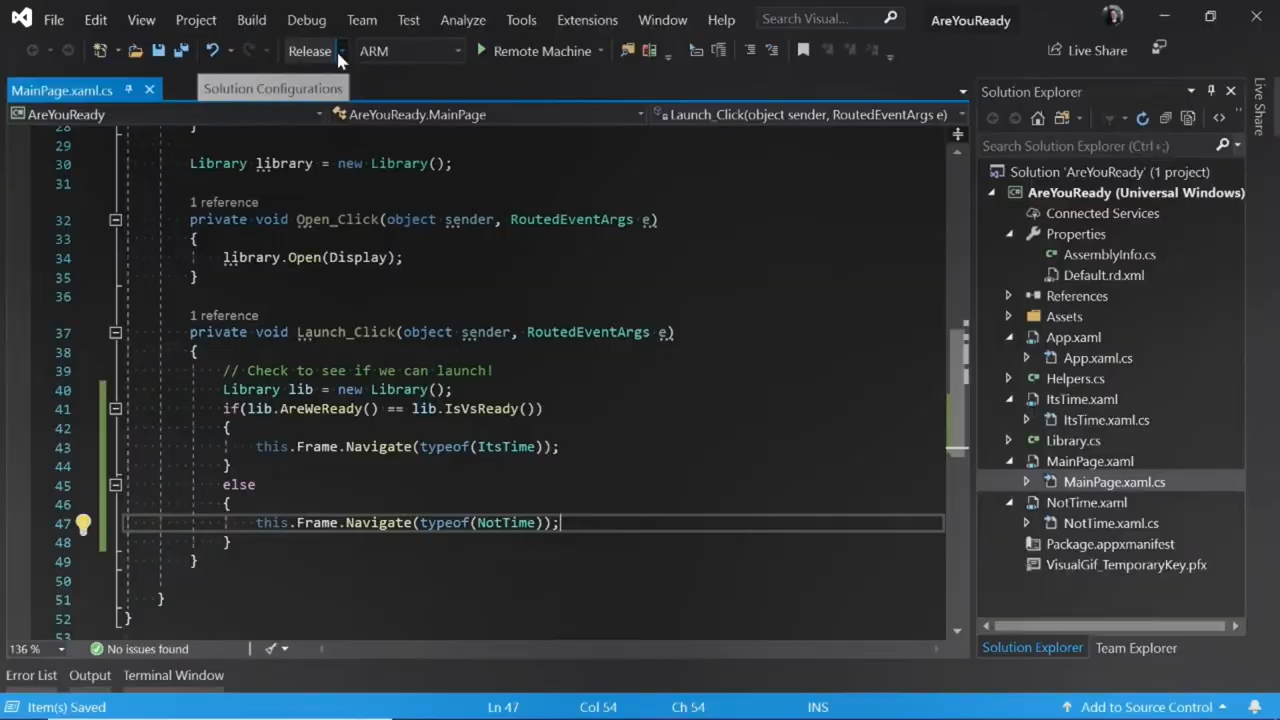 File Edit View Project Build Debug Team Test Analyze Tools Extensions Window Help Search Visual... AreYouReady
Release ARM Remote Machine Live Share
MainPage.xaml.cs Solution Configurations
AreYouReady AreYouReady.MainPage Launch_Click(object sender, RoutedEventArgs e)
28 }
29
30 Library library = new Library();
31
1 reference
32 private void Open_Click(object sender, RoutedEventArgs e)
33 {
34 library.Open(Display);
35 }
36
1 reference
37 private void Launch_Click(object sender, RoutedEventArgs e)
38 {
39 // Check to see if we can launch!
40 Library lib = new Library();
41 if(lib.AreWeReady() == lib.IsVsReady())
42 {
43 this.Frame.Navigate(typeof(ItsTime));
44 }
45 else
46 {
47 this.Frame.Navigate(typeof(NotTime));
48 }
49 }
50
51 }
52 }
53
136 % No issues found
Solution Explorer
Search Solution Explorer (Ctrl+;)
Solution 'AreYouReady' (1 project)
AreYouReady (Universal Windows)
Connected Services
Properties
AssemblyInfo.cs
Default.rd.xml
References
Assets
App.xaml
App.xaml.cs
Helpers.cs
ItsTime.xaml
ItsTime.xaml.cs
Library.cs
MainPage.xaml
MainPage.xaml.cs
NotTime.xaml
NotTime.xaml.cs
Package.appxmanifest
VisualGif_TemporaryKey.pfx
Solution Explorer Team Explorer
Live Share
Error List Output Terminal Window
Item(s) Saved Ln 47 Col 54 Ch 54 INS Add to Source Control